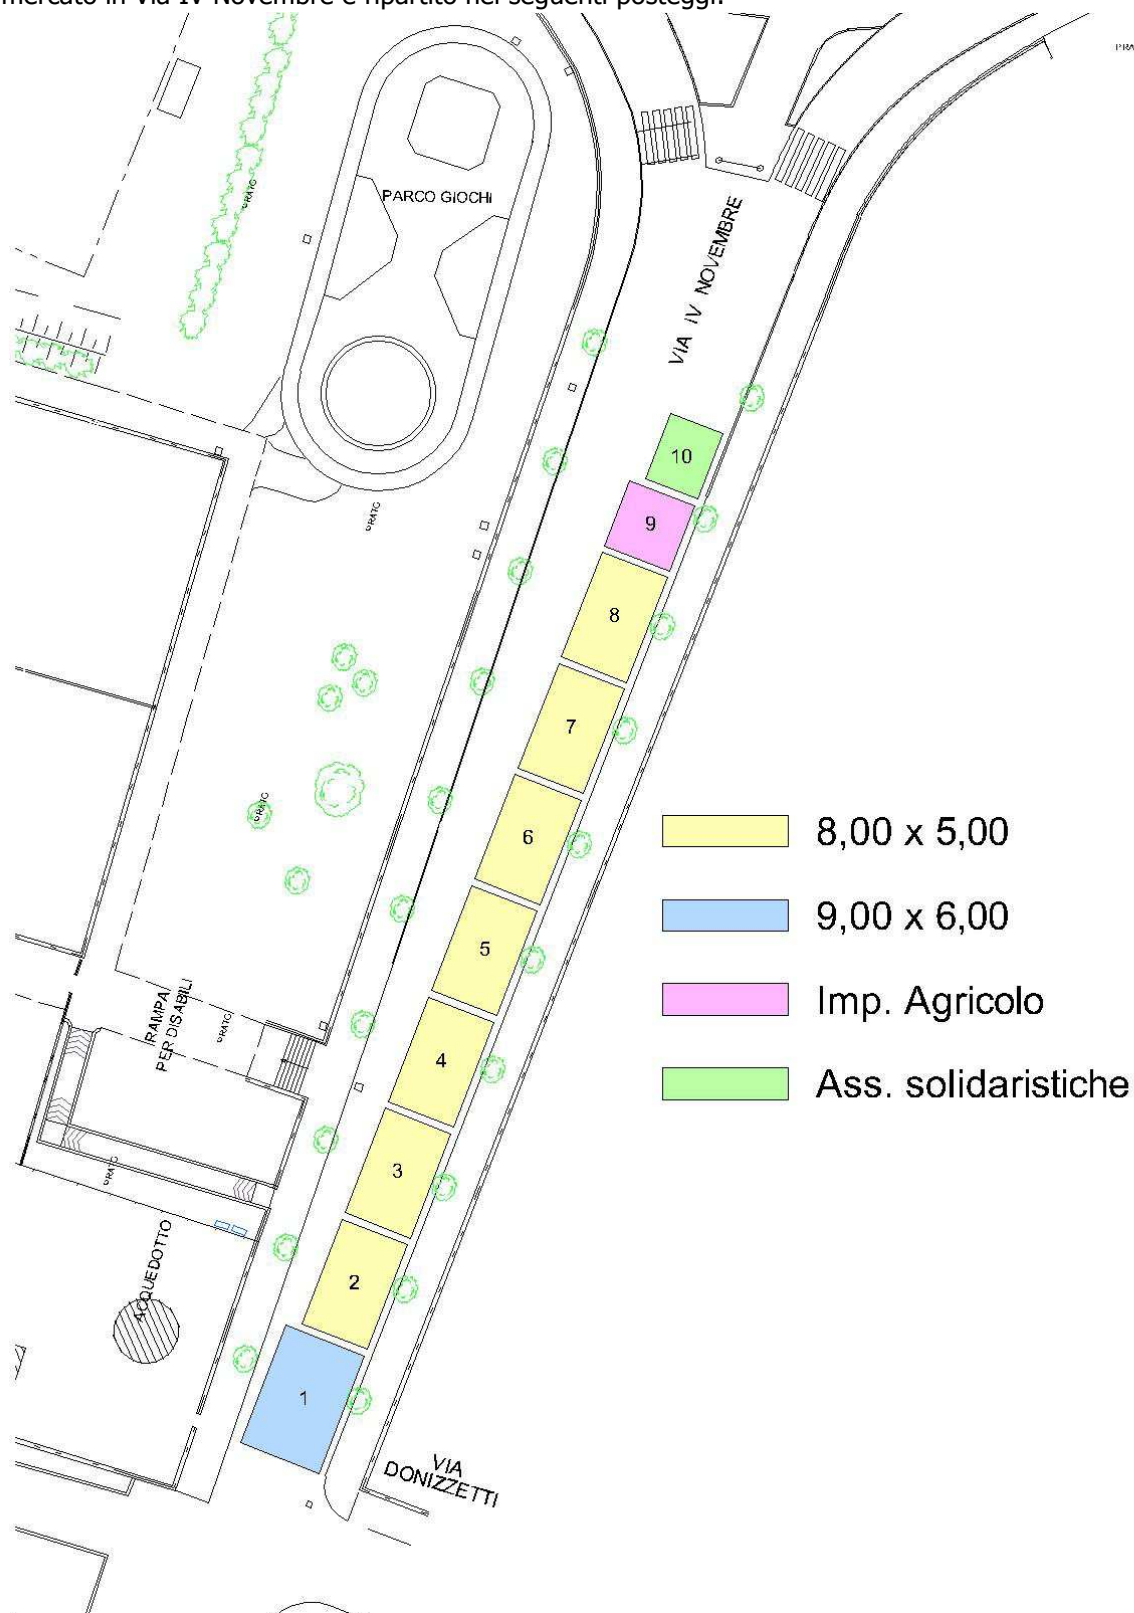 mercato in Via IV Novembre è ripartito nei seguenti posteggi:
PARCO GIOCHI
VIA IV NOVEMBRE
10
9
8
7
6
5
4
3
2
1
8,00 x 5,00
9,00 x 6,00
Imp. Agricolo
Ass. solidaristiche
RAMPA
PER DISABILI
ACQUEDOTTO
VIA
DONIZZETTI